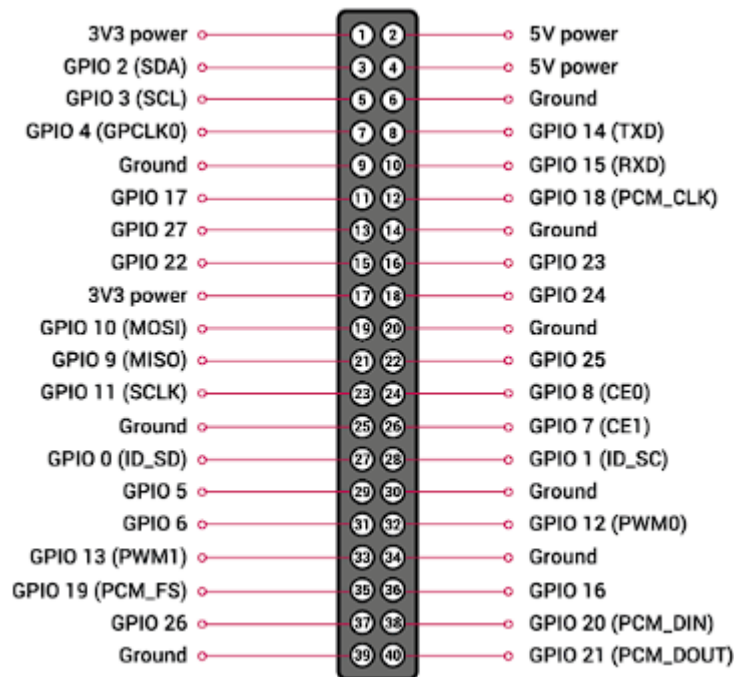 3V3 power 1 2 5V power
GPIO 2 (SDA) 3 4 5V power
GPIO 3 (SCL) 5 6 Ground
GPIO 4 (GPCLK0) 7 8 GPIO 14 (TXD)
Ground 9 10 GPIO 15 (RXD)
GPIO 17 11 12 GPIO 18 (PCM_CLK)
GPIO 27 13 14 Ground
GPIO 22 15 16 GPIO 23
3V3 power 17 18 GPIO 24
GPIO 10 (MOSI) 19 20 Ground
GPIO 9 (MISO) 21 22 GPIO 25
GPIO 11 (SCLK) 23 24 GPIO 8 (CE0)
Ground 25 26 GPIO 7 (CE1)
GPIO 0 (ID_SD) 27 28 GPIO 1 (ID_SC)
GPIO 5 29 30 Ground
GPIO 6 31 32 GPIO 12 (PWM0)
GPIO 13 (PWM1) 33 34 Ground
GPIO 19 (PCM_FS) 35 36 GPIO 16
GPIO 26 37 38 GPIO 20 (PCM_DIN)
Ground 39 40 GPIO 21 (PCM_DOUT)